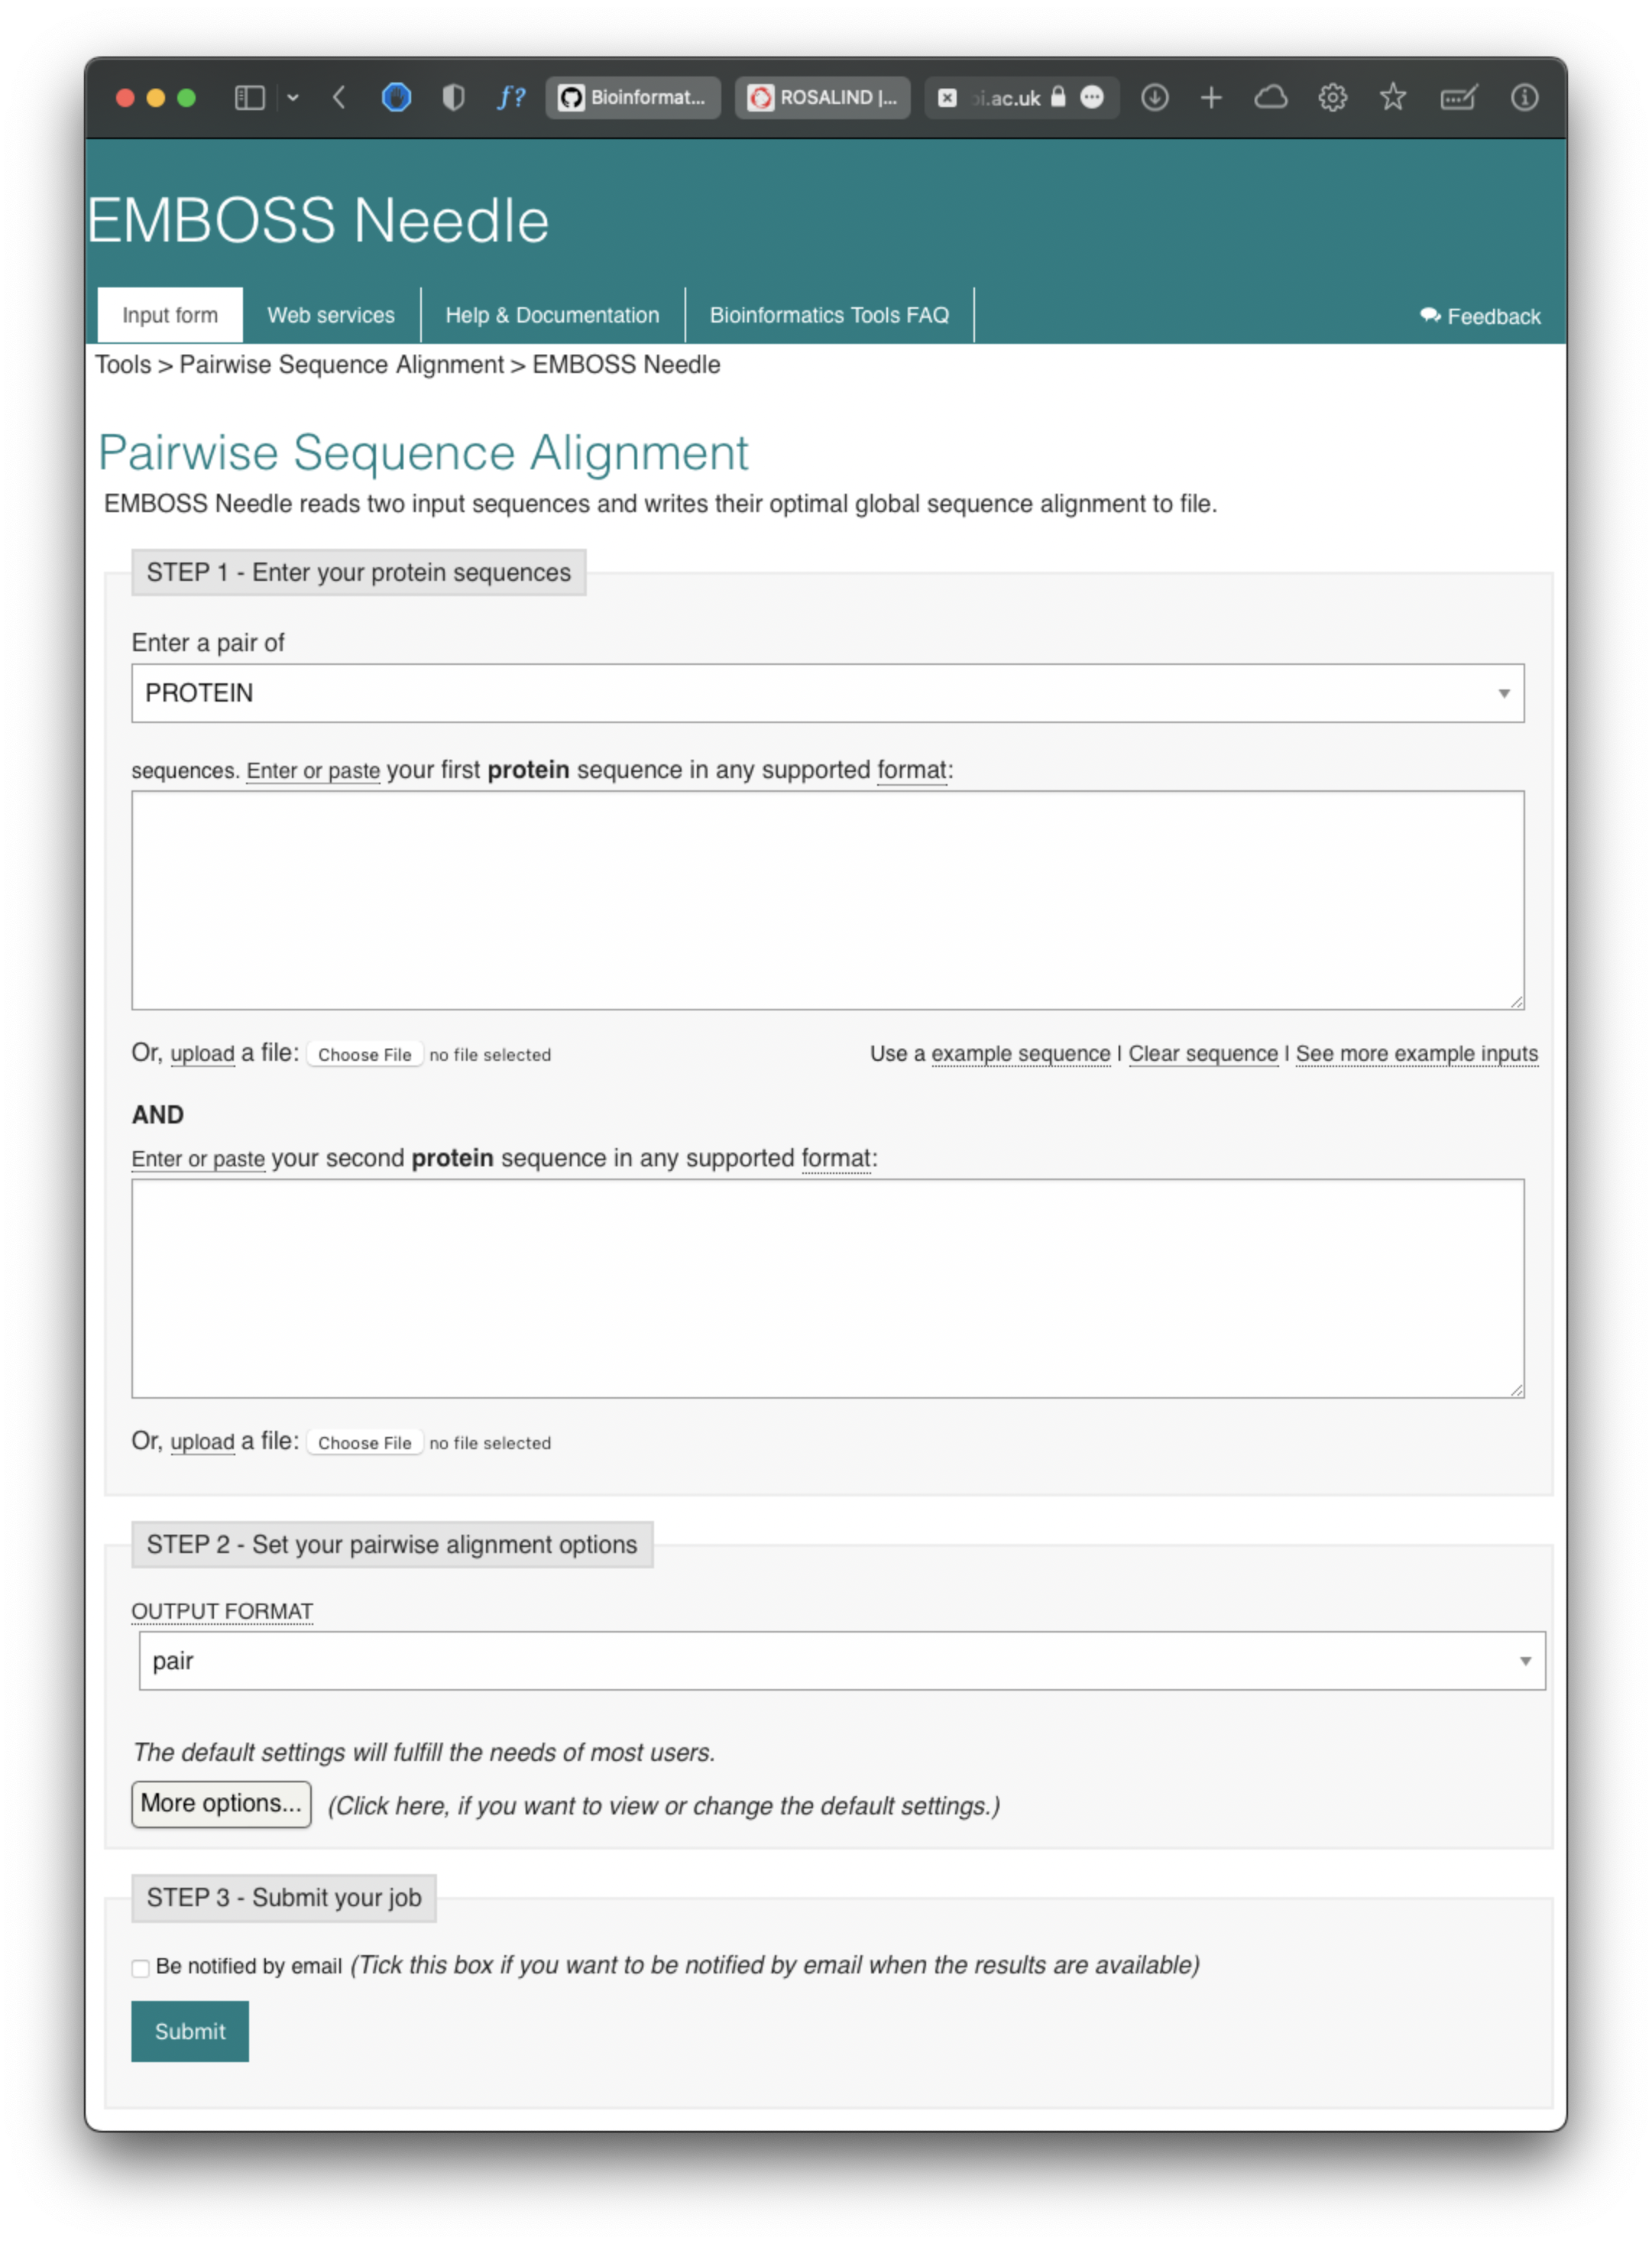 Bioinformat...
ROSALIND |...
i.ac.uk
EMBOSS Needle
Input form
Web services
Help & Documentation
Bioinformatics Tools FAQ
Feedback
Tools > Pairwise Sequence Alignment > EMBOSS Needle
Pairwise Sequence Alignment
EMBOSS Needle reads two input sequences and writes their optimal global sequence alignment to file.
STEP 1 - Enter your protein sequences
Enter a pair of
PROTEIN
sequences. Enter or paste your first protein sequence in any supported format:
Or, upload a file: Choose File no file selected
Use a example sequence | Clear sequence | See more example inputs
AND
Enter or paste your second protein sequence in any supported format:
Or, upload a file: Choose File no file selected
STEP 2 - Set your pairwise alignment options
OUTPUT FORMAT
pair
The default settings will fulfill the needs of most users.
More options... (Click here, if you want to view or change the default settings.)
STEP 3 - Submit your job
Be notified by email (Tick this box if you want to be notified by email when the results are available)
Submit